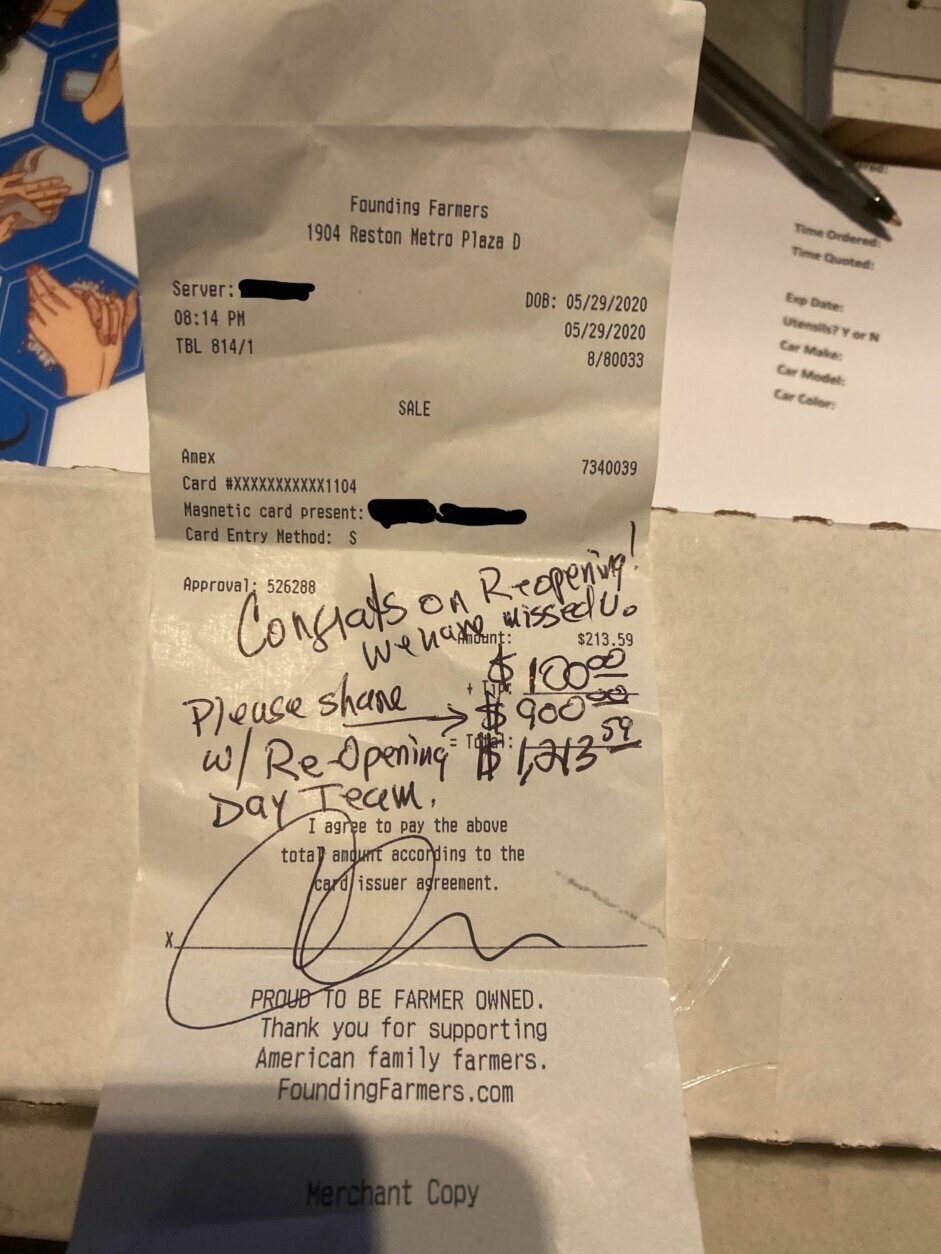 Founding Farmers
1904 Reston Metro Plaza D
Server:
DOB: 05/29/2020
08:14 PM
05/29/2020
TBL 814/1
8/80033
SALE
Amex
7340039
Card #XXXXXXXXXXX1104
Magnetic card present:
Card Entry Method: S
Approval: 526288
Congrats on Reopening!
We have missed U.
Amount: $213.59
+ Tip: $100.00
Please share → $900.00
w/ Re-Opening = Total: $1,213.59
Day Team.
I agree to pay the above
total amount according to the
card issuer agreement.
X
PROUD TO BE FARMER OWNED.
Thank you for supporting
American family farmers.
FoundingFarmers.com
Merchant Copy
Time Ordered:
Time Quoted:
Exp Date:
Utensils? Y or N
Car Make:
Car Model:
Car Color: